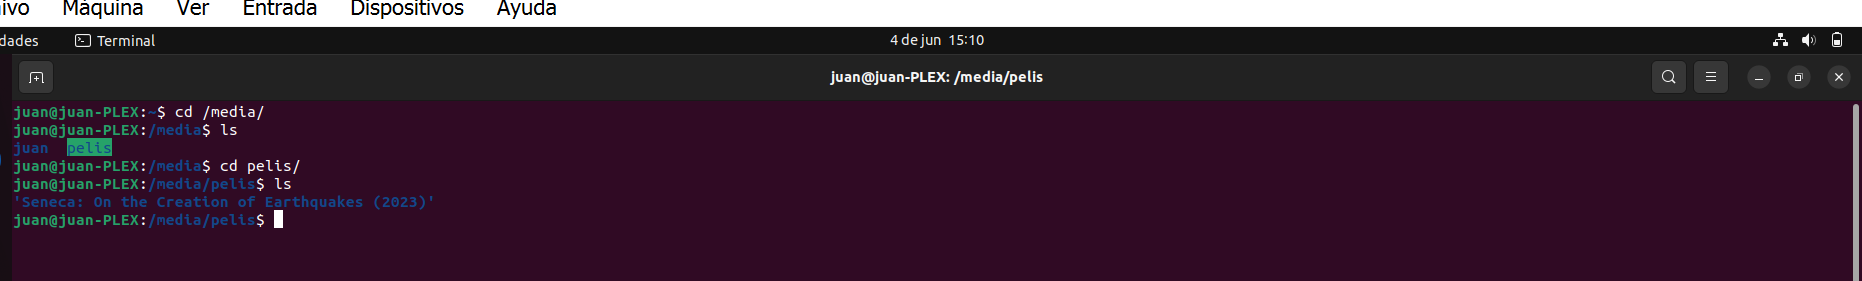 ivo Máquina Ver Entrada Dispositivos Ayuda
dades Terminal 4 de jun 15:10
juan@juan-PLEX: /media/pelis
juan@juan-PLEX:~$ cd /media/
juan@juan-PLEX:/media$ ls
juan pelis
juan@juan-PLEX:/media$ cd pelis/
juan@juan-PLEX:/media/pelis$ ls
'Seneca: On the Creation of Earthquakes (2023)'
juan@juan-PLEX:/media/pelis$